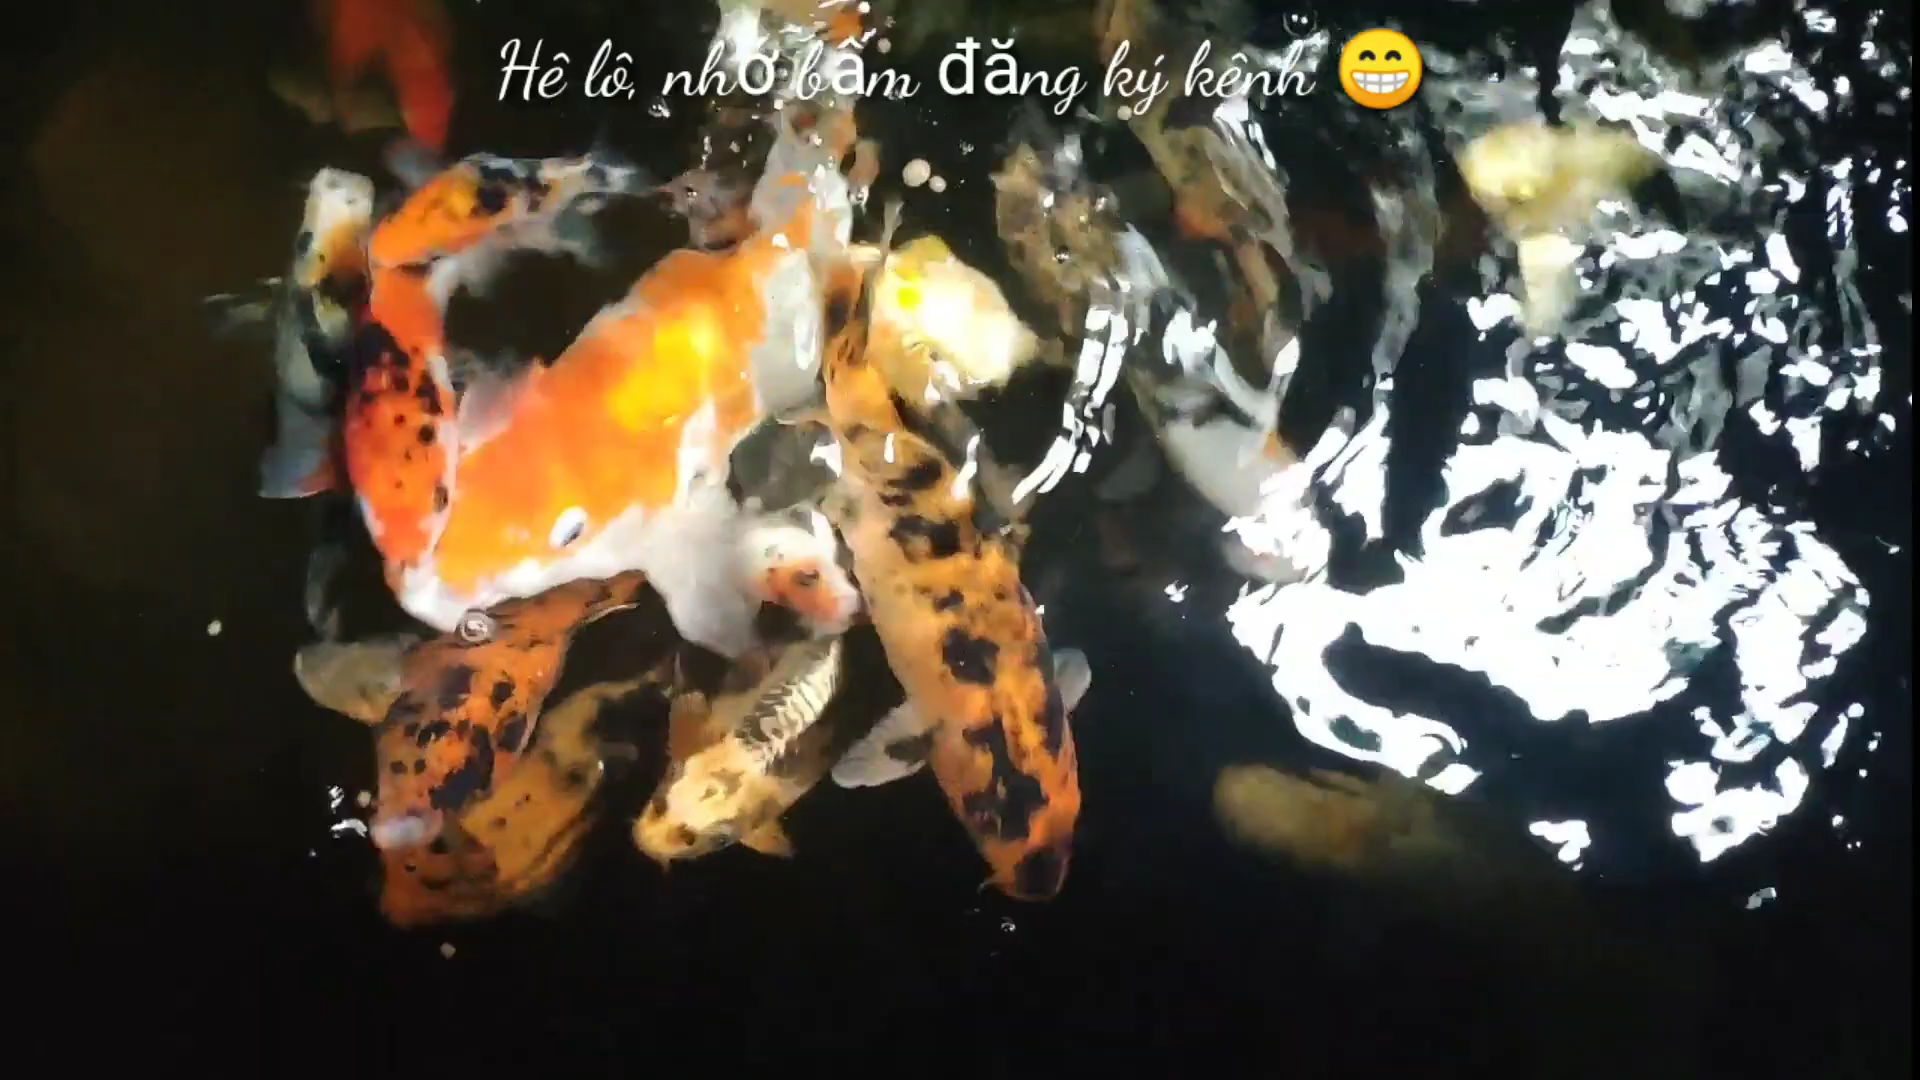 Hê lô, nhớ bấm đăng ký kênh 😁